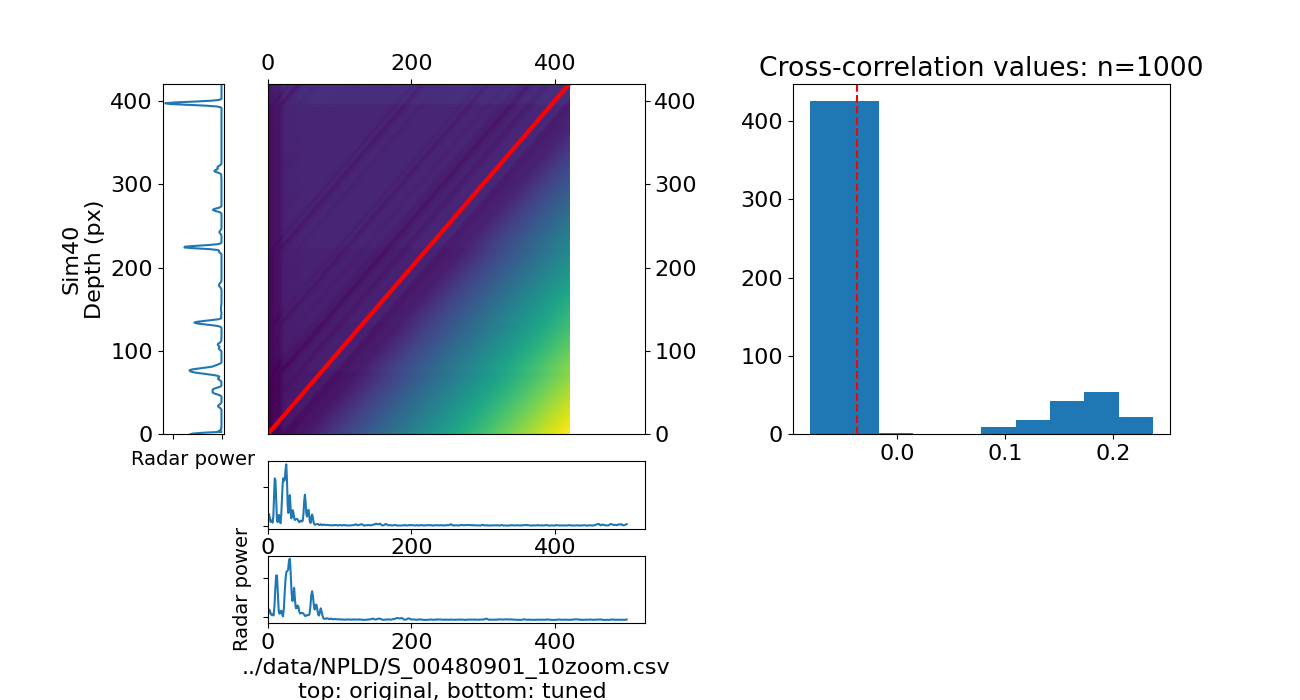 0 200 400
Cross-correlation values: n=1000
400 300 200 100 0
Sim40
Depth (px)
400 300 200 100 0
400 300 200 100 0
0.0 0.1 0.2
Radar power
0 200 400
Radar power
0 200 400
../data/NPLD/S_00480901_10zoom.csv
top: original, bottom: tuned